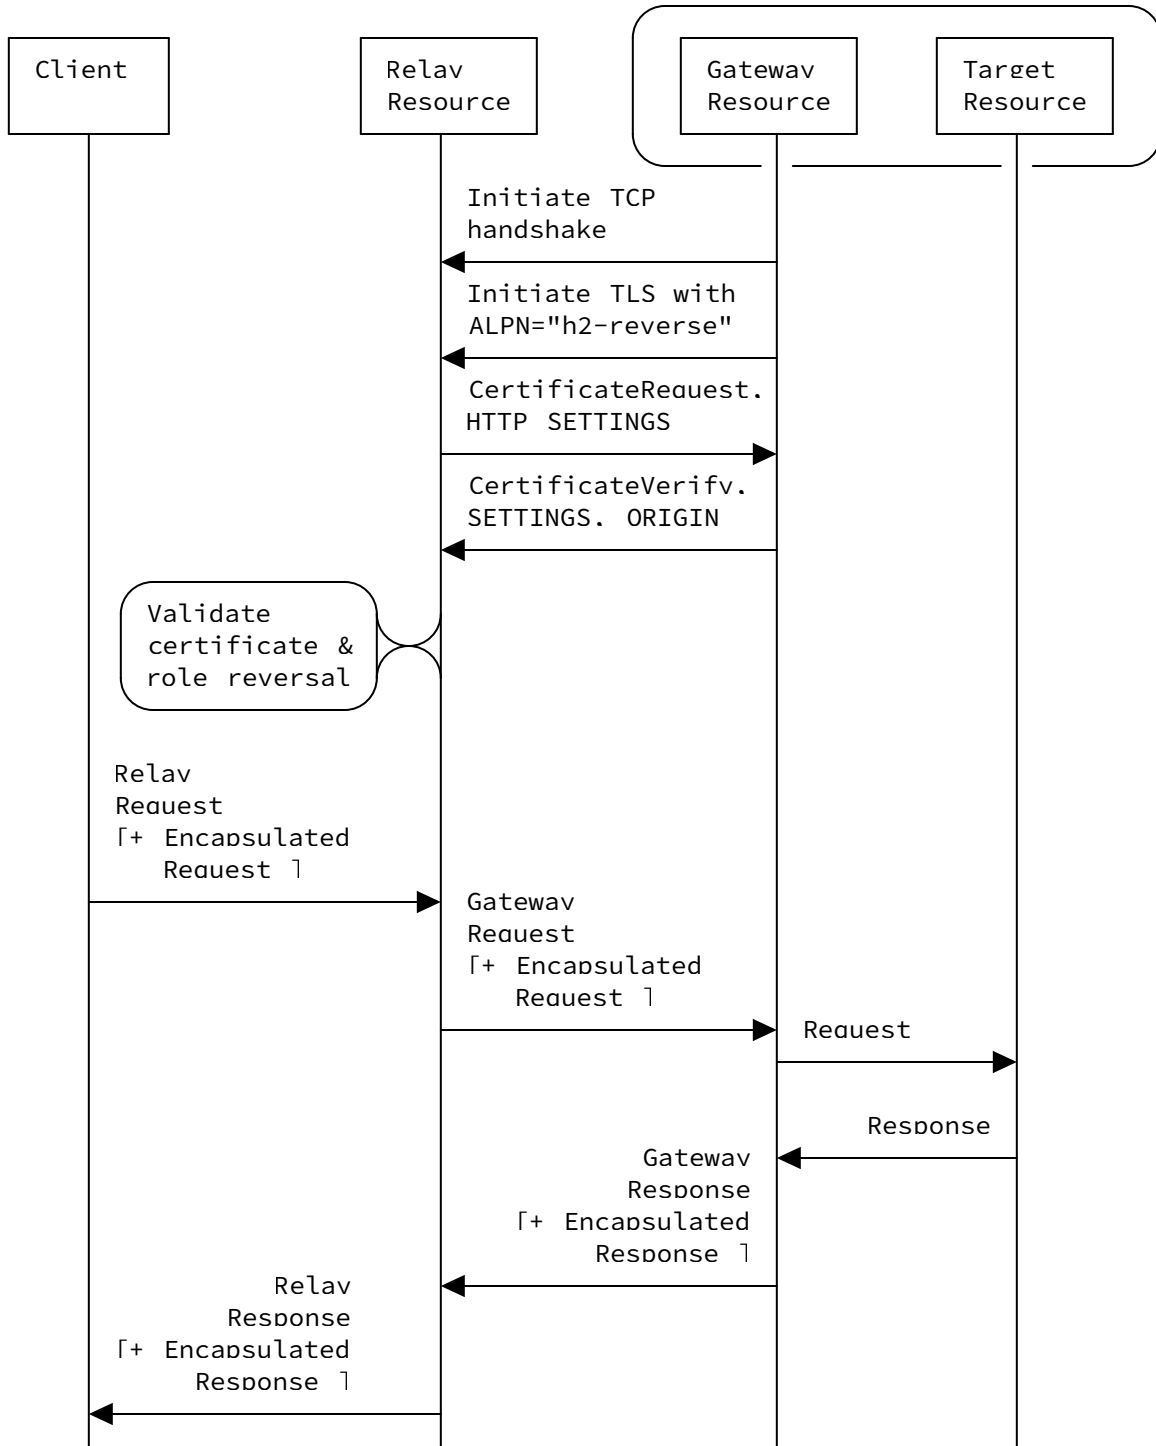 Client
Relay
Resource
Gateway
Resource
Target
Resource
Initiate TCP
handshake
Initiate TLS with
ALPN="h2-reverse"
CertificateRequest,
HTTP SETTINGS
CertificateVerify,
SETTINGS, ORIGIN
Validate
certificate &
role reversal
Relay
Request
[+ Encapsulated
Request ]
Gateway
Request
[+ Encapsulated
Request ]
Request
Response
Gateway
Response
[+ Encapsulated
Response ]
Relay
Response
[+ Encapsulated
Response ]